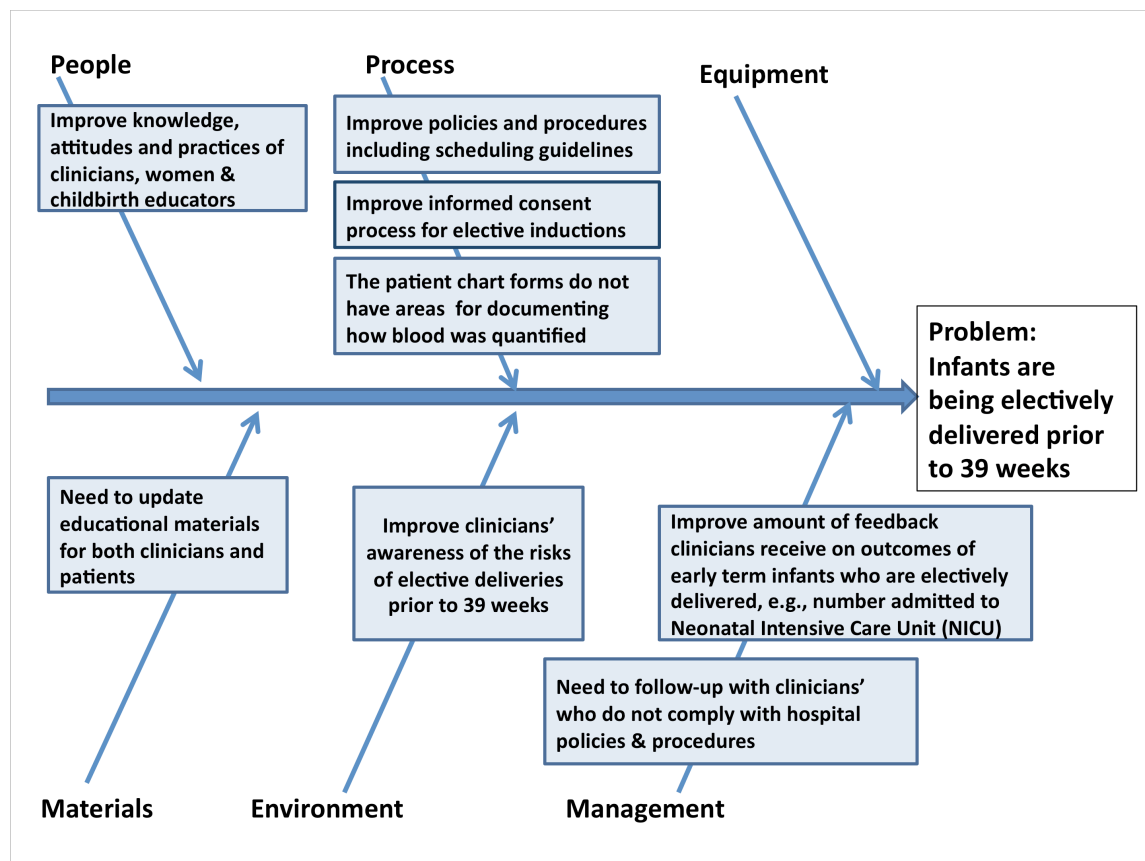 People
Improve knowledge,
attitudes and practices of
clinicians, women &
childbirth educators
Process
Improve policies and procedures
including scheduling guidelines
Improve informed consent
process for elective inductions
The patient chart forms do not
have areas  for documenting
how blood was quantified
Equipment
Problem:
Infants are
being electively
delivered prior
to 39 weeks
Need to update
educational materials
for both clinicians and
patients
Materials
Improve clinicians’
awareness of the risks
of elective deliveries
prior to 39 weeks
Environment
Improve amount of feedback
clinicians receive on outcomes of
early term infants who are electively
delivered, e.g., number admitted to
Neonatal Intensive Care Unit (NICU)
Need to follow-up with clinicians’
who do not comply with hospital
policies & procedures
Management